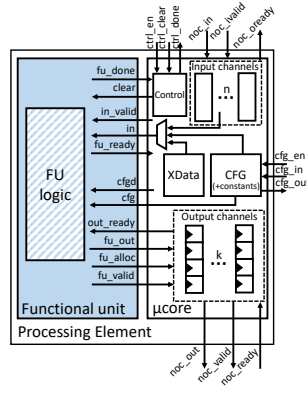 ctrl_en
ctrl_clear
ctrl_done
noc_in
noc_ivalid
noc_oready
fu_done
clear
in_valid
in
fu_ready
cfgd
cfg
out_ready
fu_out
fu_alloc
fu_valid
Control
Input channels
n
...
XData
CFG
(+constants)
cfg_en
cfg_in
cfg_out
Output channels
k
...
FU
logic
Functional unit
μcore
Processing Element
noc_out
noc_valid
noc_ready